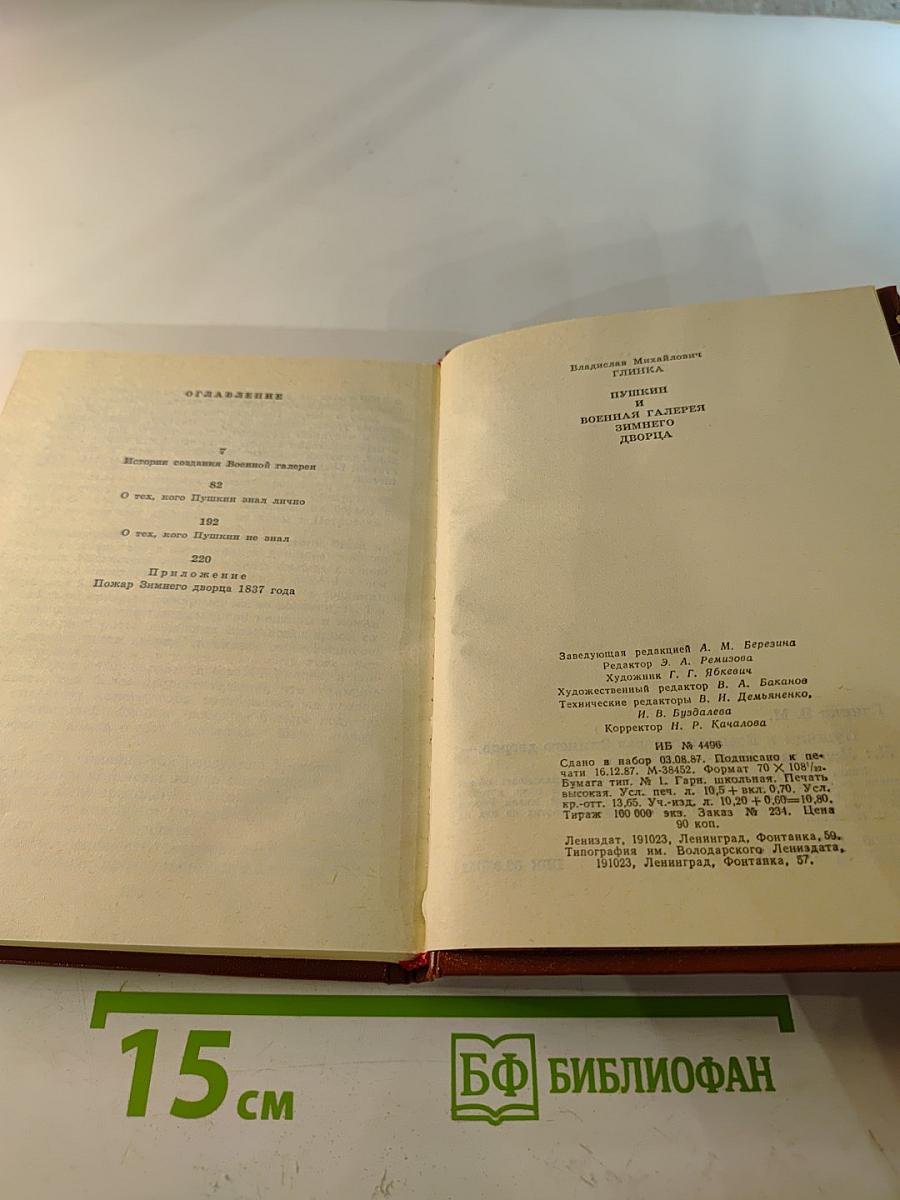 ОГЛАВЛЕНИЕ
7
История создания Военной галереи
82
О тех, кого Пушкин знал лично
192
О тех, кого Пушкин не знал
220
Приложение
Пожар Зимнего дворца 1837 года
Владислав Михайлович
ГЛИНКА
ПУШКИН
И
ВОЕННАЯ ГАЛЕРЕЯ
ЗИМНЕГО
ДВОРЦА
Заведующая редакцией А. М. Березина
Редактор Э. А. Ремизова
Художник Г. Г. Ябкевич
Художественный редактор В. А. Баканов
Технические редакторы В. И. Демьяненко,
И. В. Буздалева
Корректор Н. Р. Качалова
ИБ № 4496
Сдано в набор 03.08.87. Подписано к пе-
чати 16.12.87. М-38452. Формат 70 × 108¹/₃₂.
Бумага тип. № 1. Гарн. школьная. Печать
высокая. Усл. печ. л. 10,5 + вкл. 0,70. Усл.
кр.-отт. 13,65. Уч.-изд. л. 10,20 + 0,60=10,80.
Тираж 100 000 экз. Заказ № 234. Цена
90 коп.
Лениздат, 191023, Ленинград, Фонтанка, 59.
Типография им. Володарского Лениздата,
191023, Ленинград, Фонтанка, 57.
15 см
БФ БИБЛИОФАН